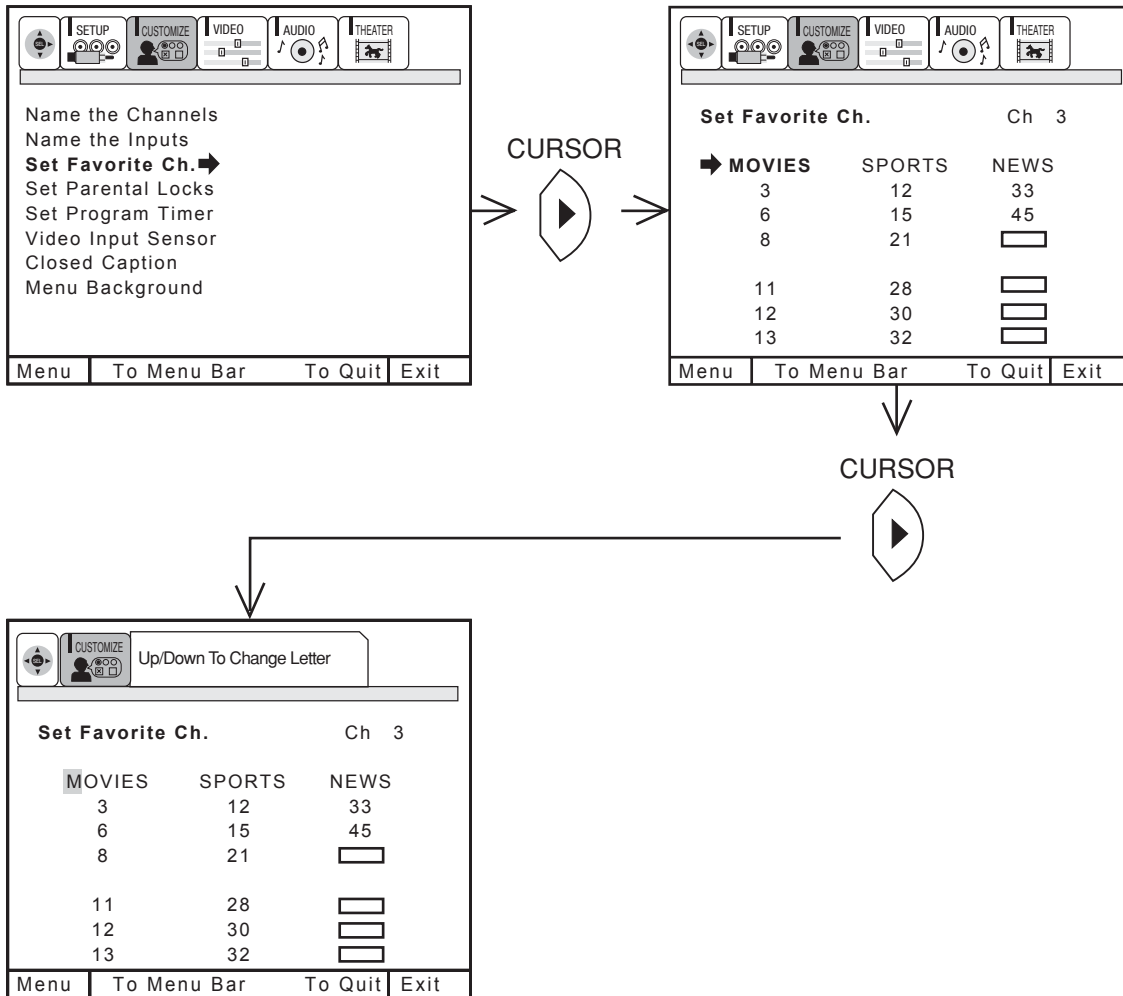 SETUP CUSTOMIZE VIDEO AUDIO THEATER
SEL
Name the Channels
Name the Inputs
Set Favorite Ch.
Set Parental Locks
Set Program Timer
Video Input Sensor
Closed Caption
Menu Background
Menu To Menu Bar To Quit Exit
CURSOR
SETUP CUSTOMIZE VIDEO AUDIO THEATER
SEL
Set Favorite Ch. Ch 3
MOVIES SPORTS NEWS
3 12 33
6 15 45
8 21
11 28
12 30
13 32
Menu To Menu Bar To Quit Exit
CURSOR
CUSTOMIZE Up/Down To Change Letter
SEL
Set Favorite Ch. Ch 3
MOVIES SPORTS NEWS
3 12 33
6 15 45
8 21
11 28
12 30
13 32
Menu To Menu Bar To Quit Exit